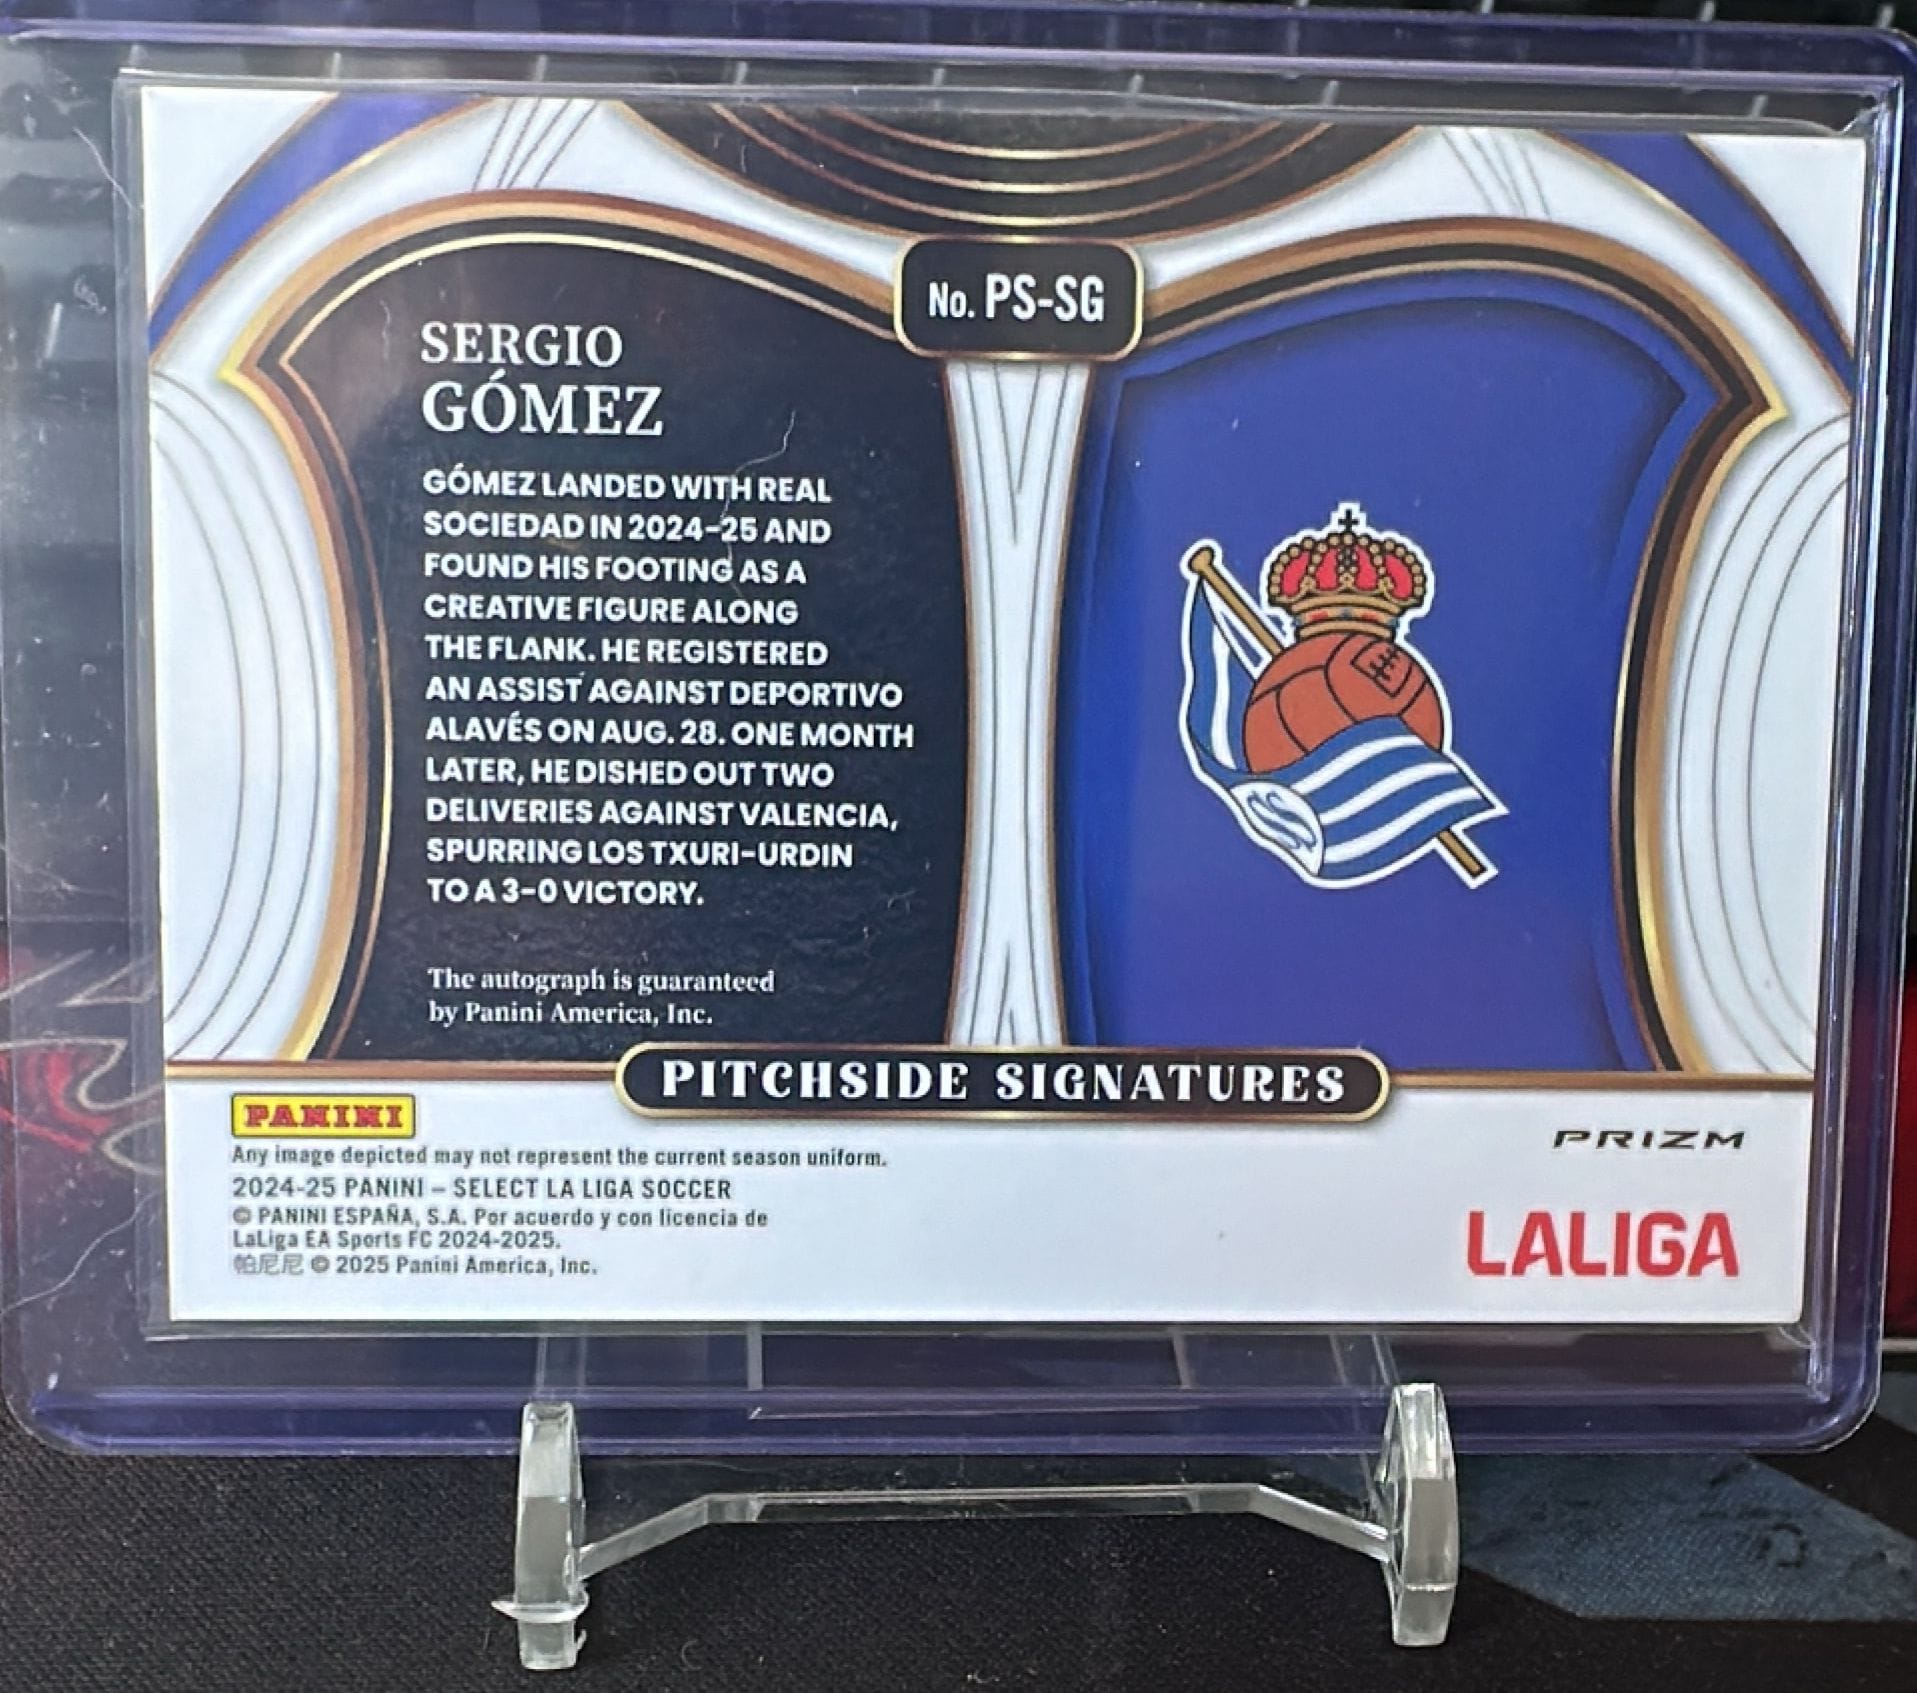 No. PS-SG
SERGIO
GÓMEZ
GÓMEZ LANDED WITH REAL
SOCIEDAD IN 2024-25 AND
FOUND HIS FOOTING AS A
CREATIVE FIGURE ALONG
THE FLANK. HE REGISTERED
AN ASSIST AGAINST DEPORTIVO
ALAVÉS ON AUG. 28. ONE MONTH
LATER, HE DISHED OUT TWO
DELIVERIES AGAINST VALENCIA,
SPURRING LOS TXURI-URDIN
TO A 3-0 VICTORY.
The autograph is guaranteed
by Panini America, Inc.
PITCHSIDE SIGNATURES
PANINI
Any image depicted may not represent the current season uniform.
2024-25 PANINI – SELECT LA LIGA SOCCER
© PANINI ESPAÑA, S.A. Por acuerdo y con licencia de
LaLiga EA Sports FC 2024-2025.
帕尼尼 © 2025 Panini America, Inc.
PRIZM
LALIGA